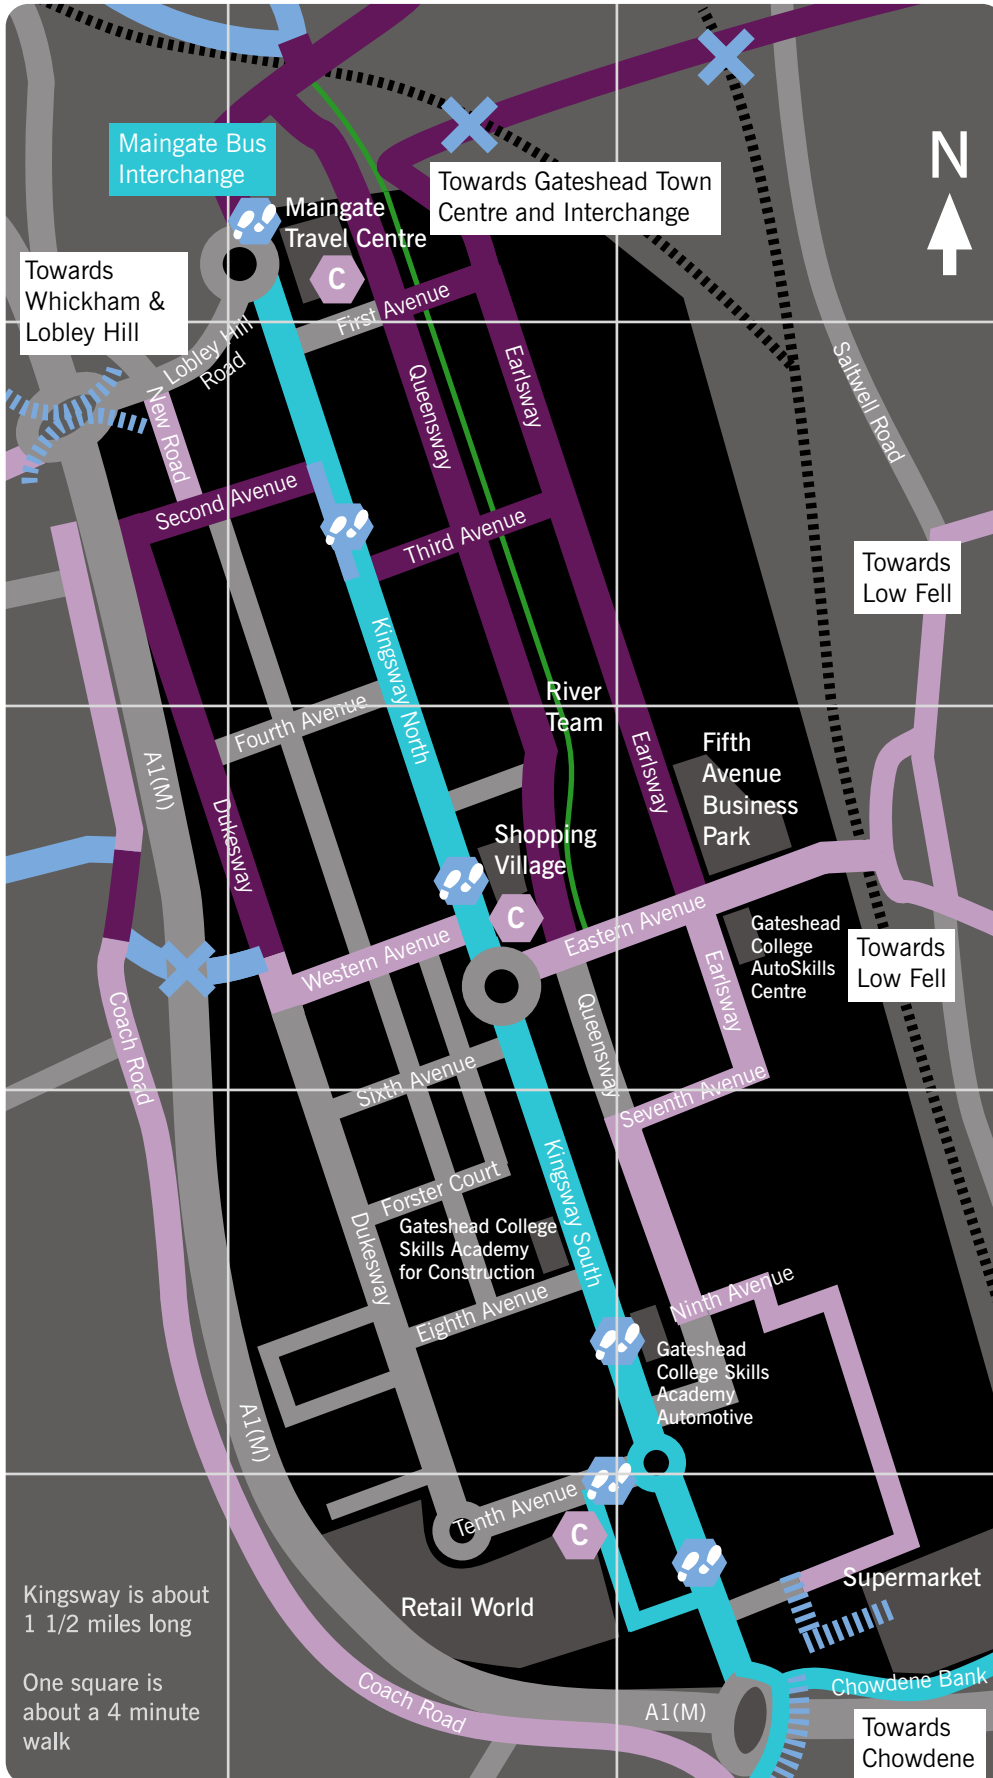 Maingate Bus
Interchange
N
Maingate
Travel Centre
C
Towards Gateshead Town
Centre and Interchange
Towards
Whickham &
Lobley Hill
First Avenue
Lobley Hill
Road
New Road
Queensway
Earlsway
Saltwell Road
Second Avenue
Third Avenue
Towards
Low Fell
Kingsway North
River
Team
Fourth Avenue
A1(M)
Earlsway
Fifth
Avenue
Business
Park
Dukesway
Shopping
Village
C
Western Avenue
Eastern Avenue
Gateshead
College
AutoSkills
Centre
Towards
Low Fell
Earlsway
Queensway
Coach Road
Sixth Avenue
Seventh Avenue
Kingsway South
Forster Court
Dukesway
Gateshead College
Skills Academy
for Construction
Eighth Avenue
Ninth Avenue
Gateshead
College Skills
Academy
Automotive
A1(M)
Tenth Avenue
C
Supermarket
Retail World
Kingsway is about
1 1/2 miles long
One square is
about a 4 minute
walk
Coach Road
A1(M)
Chowdene Bank
Towards
Chowdene